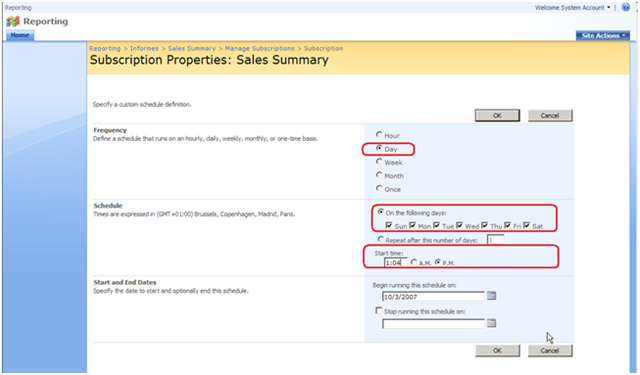 Reporting
Welcome System Account
Reporting
Home
Site Actions
Reporting > Informes > Sales Summary > Manage Subscriptions > Subscription
Subscription Properties: Sales Summary
Specify a custom schedule definition.
OK Cancel
Frequency
Define a schedule that runs on an hourly, daily, weekly, monthly, or one-time basis.
Hour
Day
Week
Month
Once
Schedule
Times are expressed in (GMT+01:00) Brussels, Copenhagen, Madrid, Paris.
On the following days:
Sun Mon Tue Wed Thu Fri Sat
Repeat after this number of days: 1
Start time:
1:04 A.M. P.M.
Start and End Dates
Specify the date to start and optionally end this schedule.
Begin running this schedule on:
10/3/2007
Stop running this schedule on:
OK Cancel